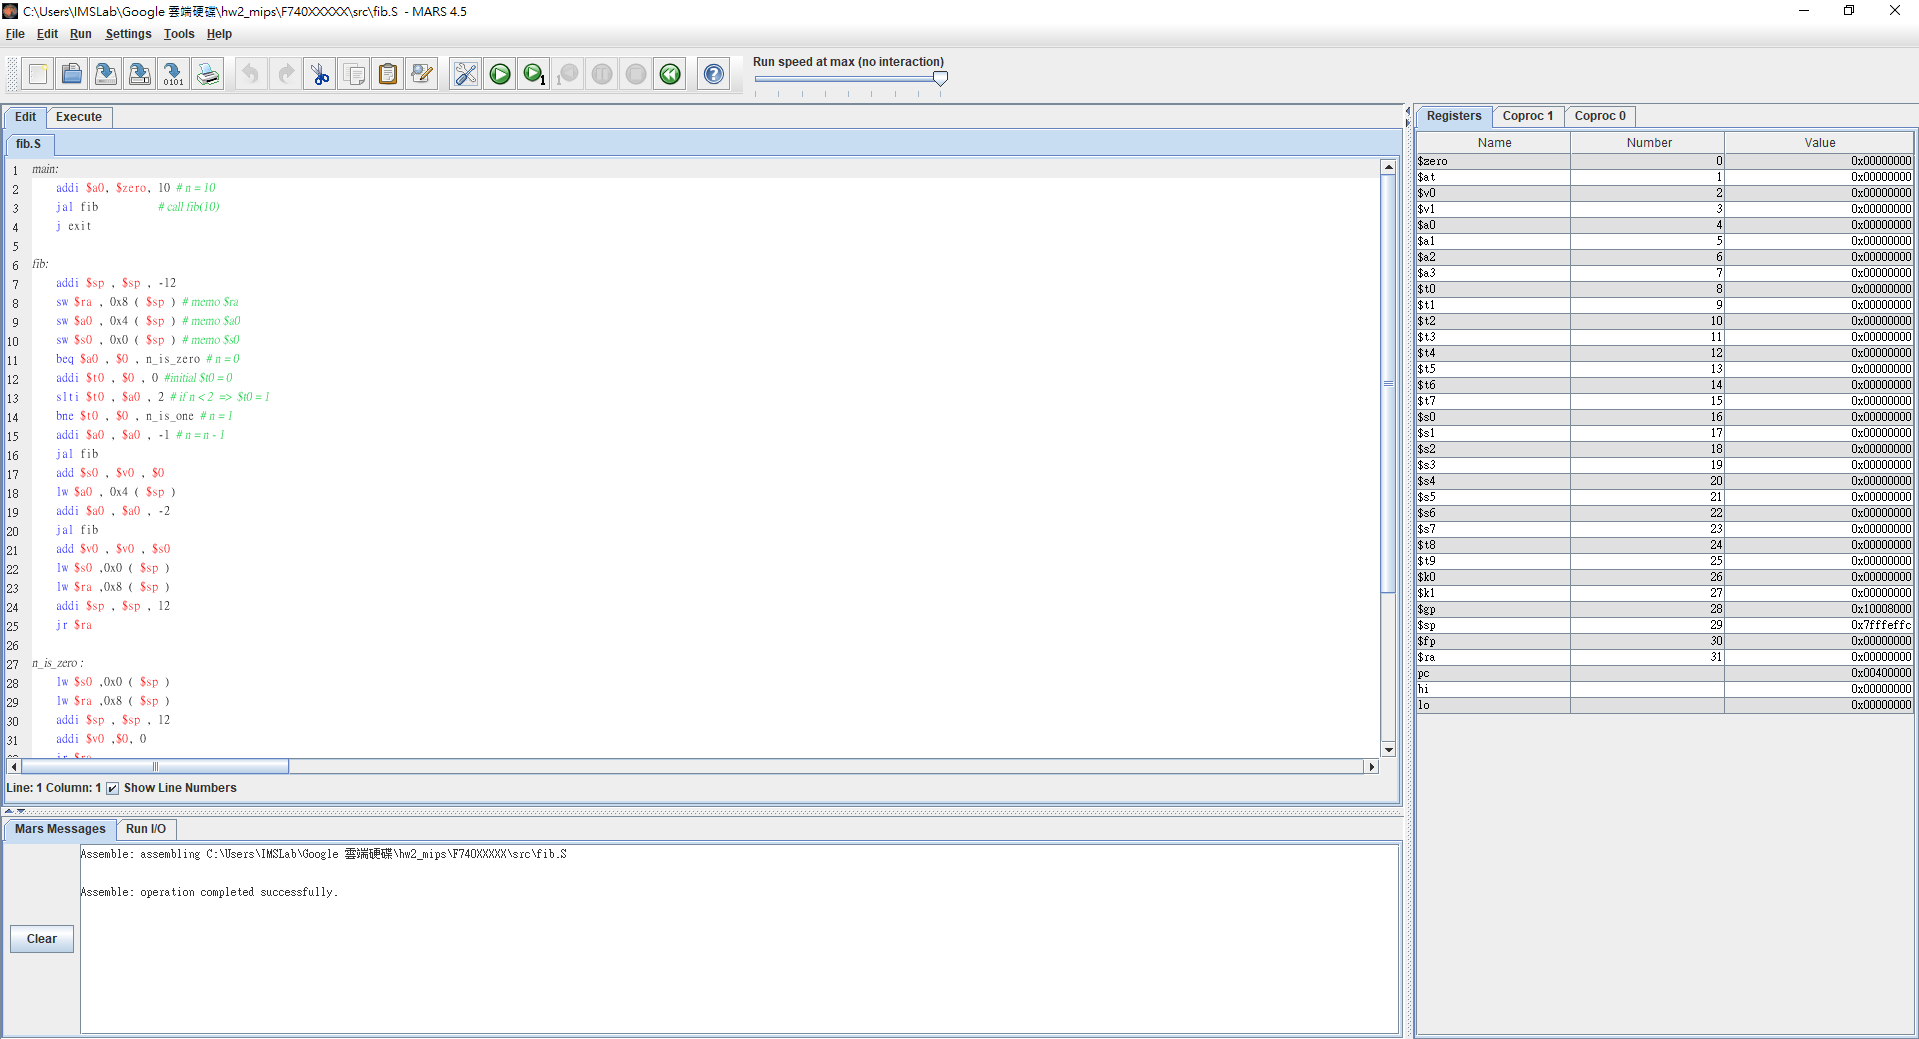 C:\Users\IMSLab\Google 雲端硬碟\hw2_mips\F740XXXXX\src\fib.S - MARS 4.5
File Edit Run Settings Tools Help
Run speed at max (no interaction)
Edit Execute
fib.S
1 main:
2 addi $a0, $zero, 10 # n = 10
3 jal fib # call fib(10)
4 j exit
5
6 fib:
7 addi $sp , $sp , -12
8 sw $ra , 0x8 ( $sp ) # memo $ra
9 sw $a0 , 0x4 ( $sp ) # memo $a0
10 sw $s0 , 0x0 ( $sp ) # memo $s0
11 beq $a0 , $0 , n_is_zero # n = 0
12 addi $t0 , $0 , 0 #initial $t0 = 0
13 slti $t0 , $a0 , 2 # if n < 2 => $t0 = 1
14 bne $t0 , $0 , n_is_one # n = 1
15 addi $a0 , $a0 , -1 # n = n - 1
16 jal fib
17 add $s0 , $v0 , $0
18 lw $a0 , 0x4 ( $sp )
19 addi $a0 , $a0 , -2
20 jal fib
21 add $v0 , $v0 , $s0
22 lw $s0 ,0x0 ( $sp )
23 lw $ra ,0x8 ( $sp )
24 addi $sp , $sp , 12
25 jr $ra
26
27 n_is_zero :
28 lw $s0 ,0x0 ( $sp )
29 lw $ra ,0x8 ( $sp )
30 addi $sp , $sp , 12
31 addi $v0 ,$0, 0
Line: 1 Column: 1 Show Line Numbers
Mars Messages Run I/O
Assemble: assembling C:\Users\IMSLab\Google 雲端硬碟\hw2_mips\F740XXXXX\src\fib.S
Assemble: operation completed successfully.
Clear
Registers Coproc 1 Coproc 0
Name Number Value
$zero 0 0x00000000
$at 1 0x00000000
$v0 2 0x00000000
$v1 3 0x00000000
$a0 4 0x00000000
$a1 5 0x00000000
$a2 6 0x00000000
$a3 7 0x00000000
$t0 8 0x00000000
$t1 9 0x00000000
$t2 10 0x00000000
$t3 11 0x00000000
$t4 12 0x00000000
$t5 13 0x00000000
$t6 14 0x00000000
$t7 15 0x00000000
$s0 16 0x00000000
$s1 17 0x00000000
$s2 18 0x00000000
$s3 19 0x00000000
$s4 20 0x00000000
$s5 21 0x00000000
$s6 22 0x00000000
$s7 23 0x00000000
$t8 24 0x00000000
$t9 25 0x00000000
$k0 26 0x00000000
$k1 27 0x00000000
$gp 28 0x10008000
$sp 29 0x7fffeffc
$fp 30 0x00000000
$ra 31 0x00000000
pc 0x00400000
hi 0x00000000
lo 0x00000000